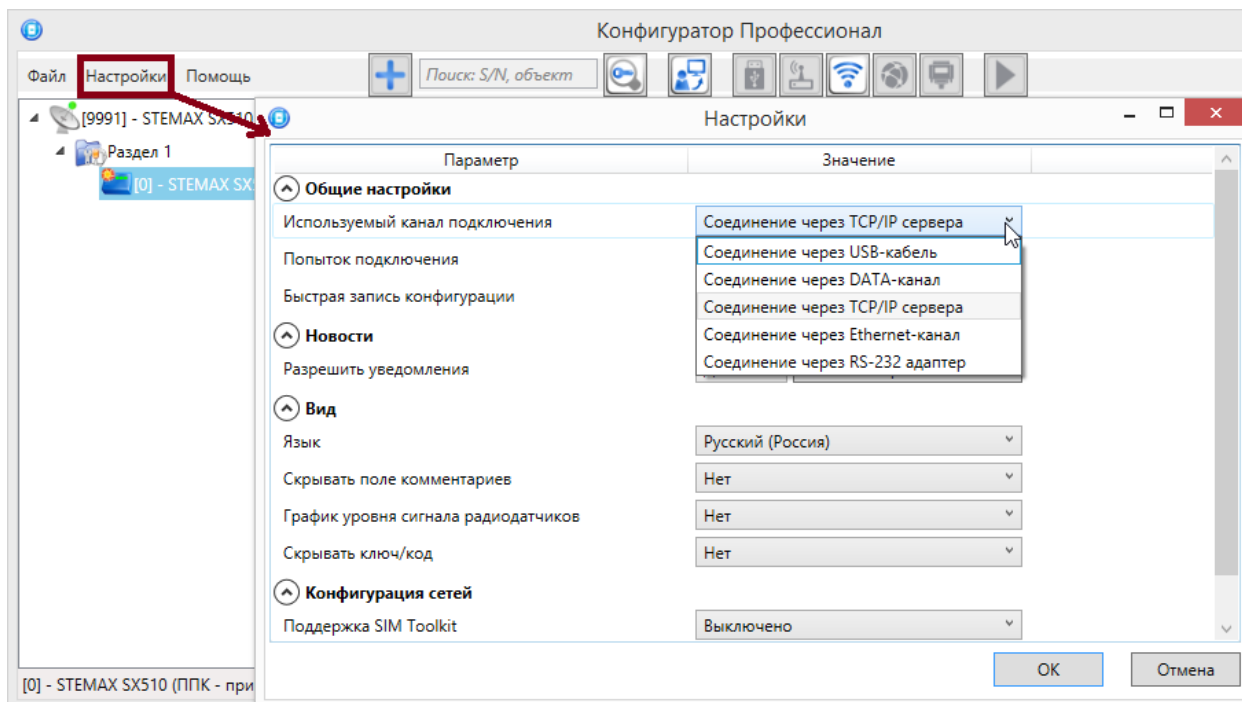 Конфигуратор Профессионал
Файл Настройки Помощь Поиск: S/N, объект
[9991] - STEMAX SX510
Раздел 1
[0] - STEMAX SX
Настройки
Параметр Значение
Общие настройки
Используемый канал подключения Соединение через TCP/IP сервера
Соединение через USB-кабель
Попыток подключения
Соединение через DATA-канал
Быстрая запись конфигурации
Соединение через TCP/IP сервера
Новости
Соединение через Ethernet-канал
Разрешить уведомления
Соединение через RS-232 адаптер
Вид
Язык Русский (Россия)
Скрывать поле комментариев Нет
График уровня сигнала радиодатчиков Нет
Скрывать ключ/код Нет
Конфигурация сетей
Поддержка SIM Toolkit Выключено
OK Отмена
[0] - STEMAX SX510 (ППК - при